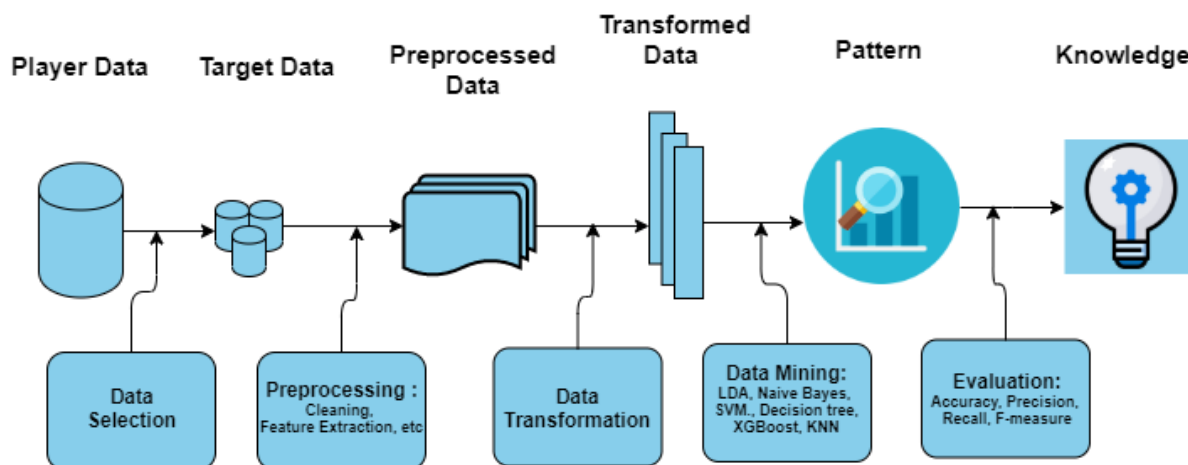 Player Data
Target Data
Preprocessed
Data
Transformed
Data
Pattern
Knowledge
Data
Selection
Preprocessing :
Cleaning,
Feature Extraction, etc
Data
Transformation
Data Mining:
LDA, Naive Bayes,
SVM., Decision tree,
XGBoost, KNN
Evaluation:
Accuracy, Precision,
Recall, F-measure